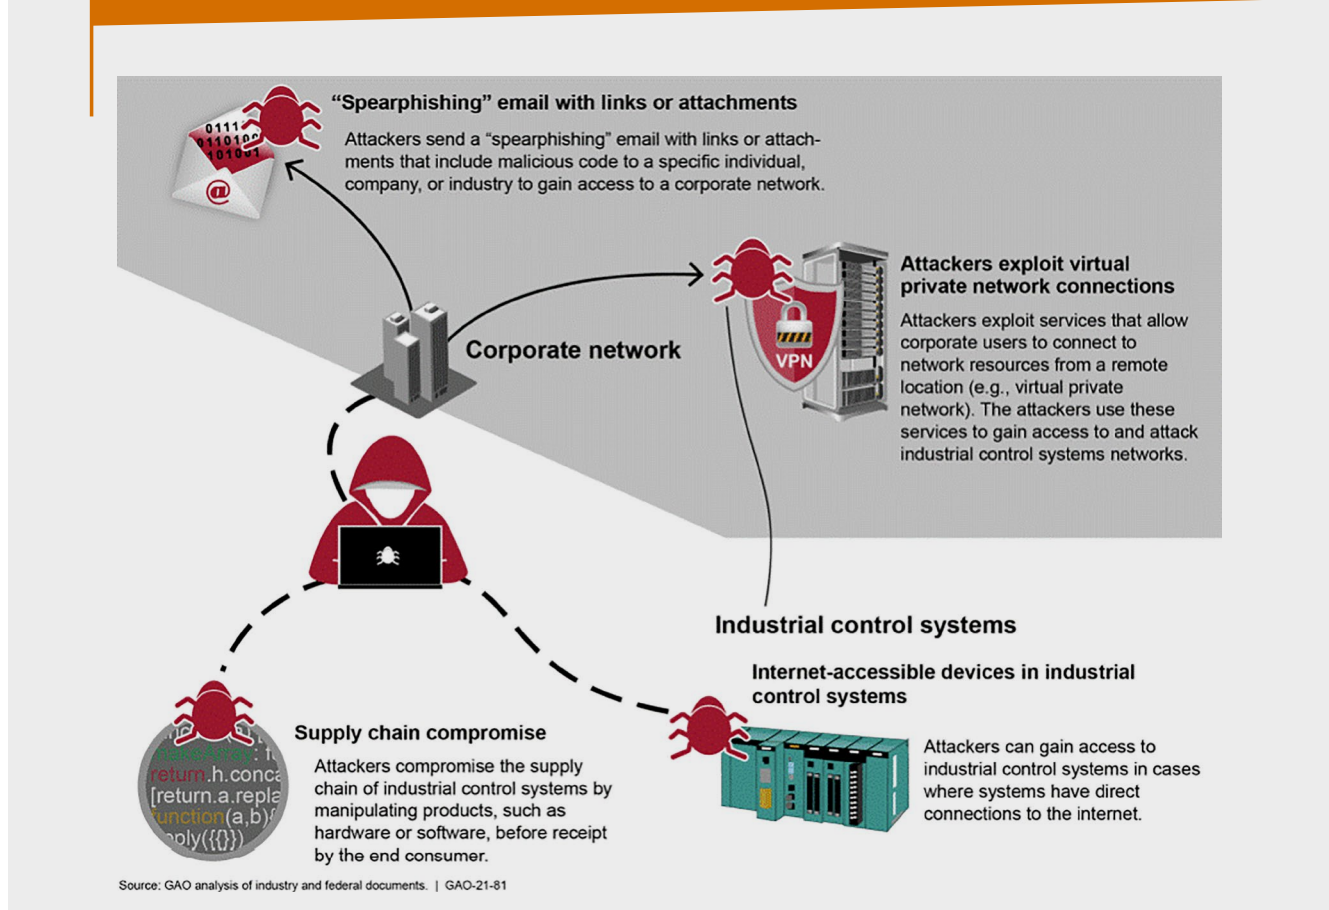 “Spearphishing” email with links or attachments
Attackers send a “spearphishing” email with links or attach-
ments that include malicious code to a specific individual,
company, or industry to gain access to a corporate network.
@
Corporate network
VPN
Attackers exploit virtual
private network connections
Attackers exploit services that allow
corporate users to connect to
network resources from a remote
location (e.g., virtual private
network). The attackers use these
services to gain access to and attack
industrial control systems networks.
Industrial control systems
Internet-accessible devices in industrial
control systems
Attackers can gain access to
industrial control systems in cases
where systems have direct
connections to the internet.
Supply chain compromise
Attackers compromise the supply
chain of industrial control systems by
manipulating products, such as
hardware or software, before receipt
by the end consumer.
return.h.conca
[return.a.repla
function(a,b){
Source: GAO analysis of industry and federal documents. | GAO-21-81